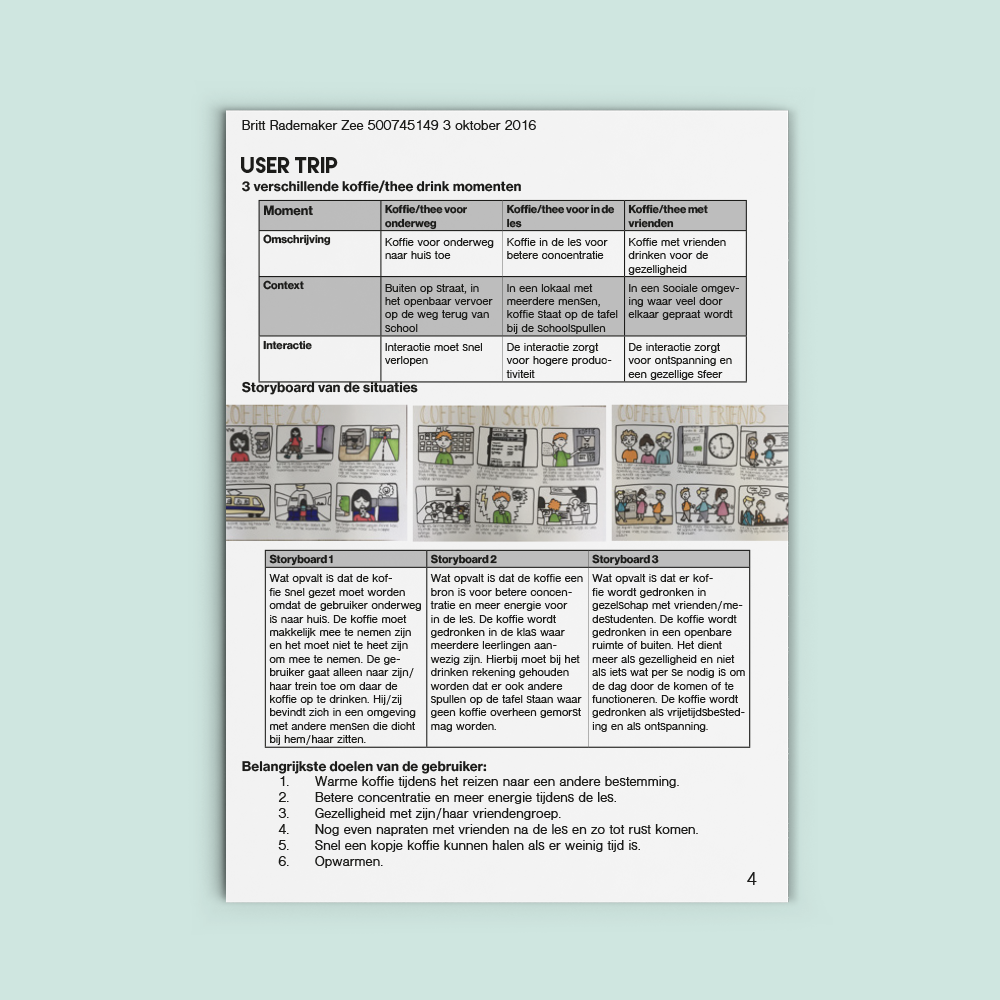 Britt Rademaker Zee 500745149 3 oktober 2016
USER TRIP
3 verschillende koffie/thee drink momenten
Moment
Koffie/thee voor
onderweg
Koffie/thee voor in de
les
Koffie/thee met
vrienden
Omschrijving
Koffie voor onderweg
naar huis toe
Koffie in de les voor
betere concentratie
Koffie met vrienden
drinken voor de
gezelligheid
Context
Buiten op straat, in
het openbaar vervoer
op de weg terug van
school
In een lokaal met
meerdere mensen,
koffie staat op de tafel
bij de schoolspullen
In een sociale omgev-
ing waar veel door
elkaar gepraat wordt
Interactie
Interactie moet snel
verlopen
De interactie zorgt
voor hogere produc-
tiviteit
De interactie zorgt
voor ontspanning en
een gezellige sfeer
Storyboard van de situaties
COFFEE 2 GO
COFFEE IN SCHOOL
COFFEE WITH FRIENDS
Storyboard 1
Storyboard 2
Storyboard 3
Wat opvalt is dat de kof-
fie snel gezet moet worden
omdat de gebruiker onderweg
is naar huis. De koffie moet
makkelijk mee te nemen zijn
en het moet niet te heet zijn
om mee te nemen. De ge-
bruiker gaat alleen naar zijn/
haar trein toe om daar de
koffie op te drinken. Hij/zij
bevindt zich in een omgeving
met andere mensen die dicht
bij hem/haar zitten.
Wat opvalt is dat de koffie een
bron is voor betere concen-
tratie en meer energie voor
in de les. De koffie wordt
gedronken in de klas waar
meerdere leerlingen aan-
wezig zijn. Hierbij moet bij het
drinken rekening gehouden
worden dat er ook andere
spullen op de tafel staan waar
geen koffie overheen gemorst
mag worden.
Wat opvalt is dat er kof-
fie wordt gedronken in
gezelschap met vrienden/me-
destudenten. De koffie wordt
gedronken in een openbare
ruimte of buiten. Het dient
meer als gezelligheid en niet
als iets wat per se nodig is om
de dag door de komen of te
functioneren. De koffie wordt
gedronken als vrijetijdsbested-
ing en als ontspanning.
Belangrijkste doelen van de gebruiker:
1. Warme koffie tijdens het reizen naar een andere bestemming.
2. Betere concentratie en meer energie tijdens de les.
3. Gezelligheid met zijn/haar vriendengroep.
4. Nog even napraten met vrienden na de les en zo tot rust komen.
5. Snel een kopje koffie kunnen halen als er weinig tijd is.
6. Opwarmen.
4